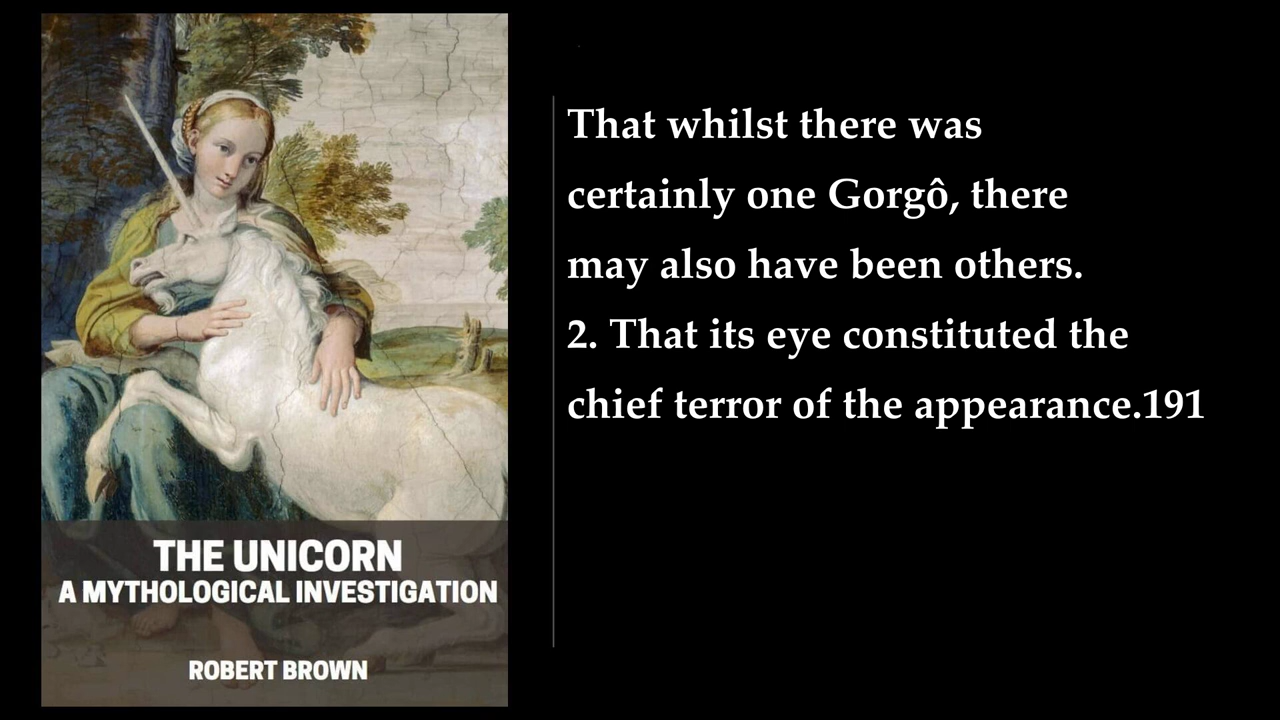 THE UNICORN
A MYTHOLOGICAL INVESTIGATION
ROBERT BROWN
That whilst there was
certainly one Gorgô, there
may also have been others.
2. That its eye constituted the
chief terror of the appearance.191